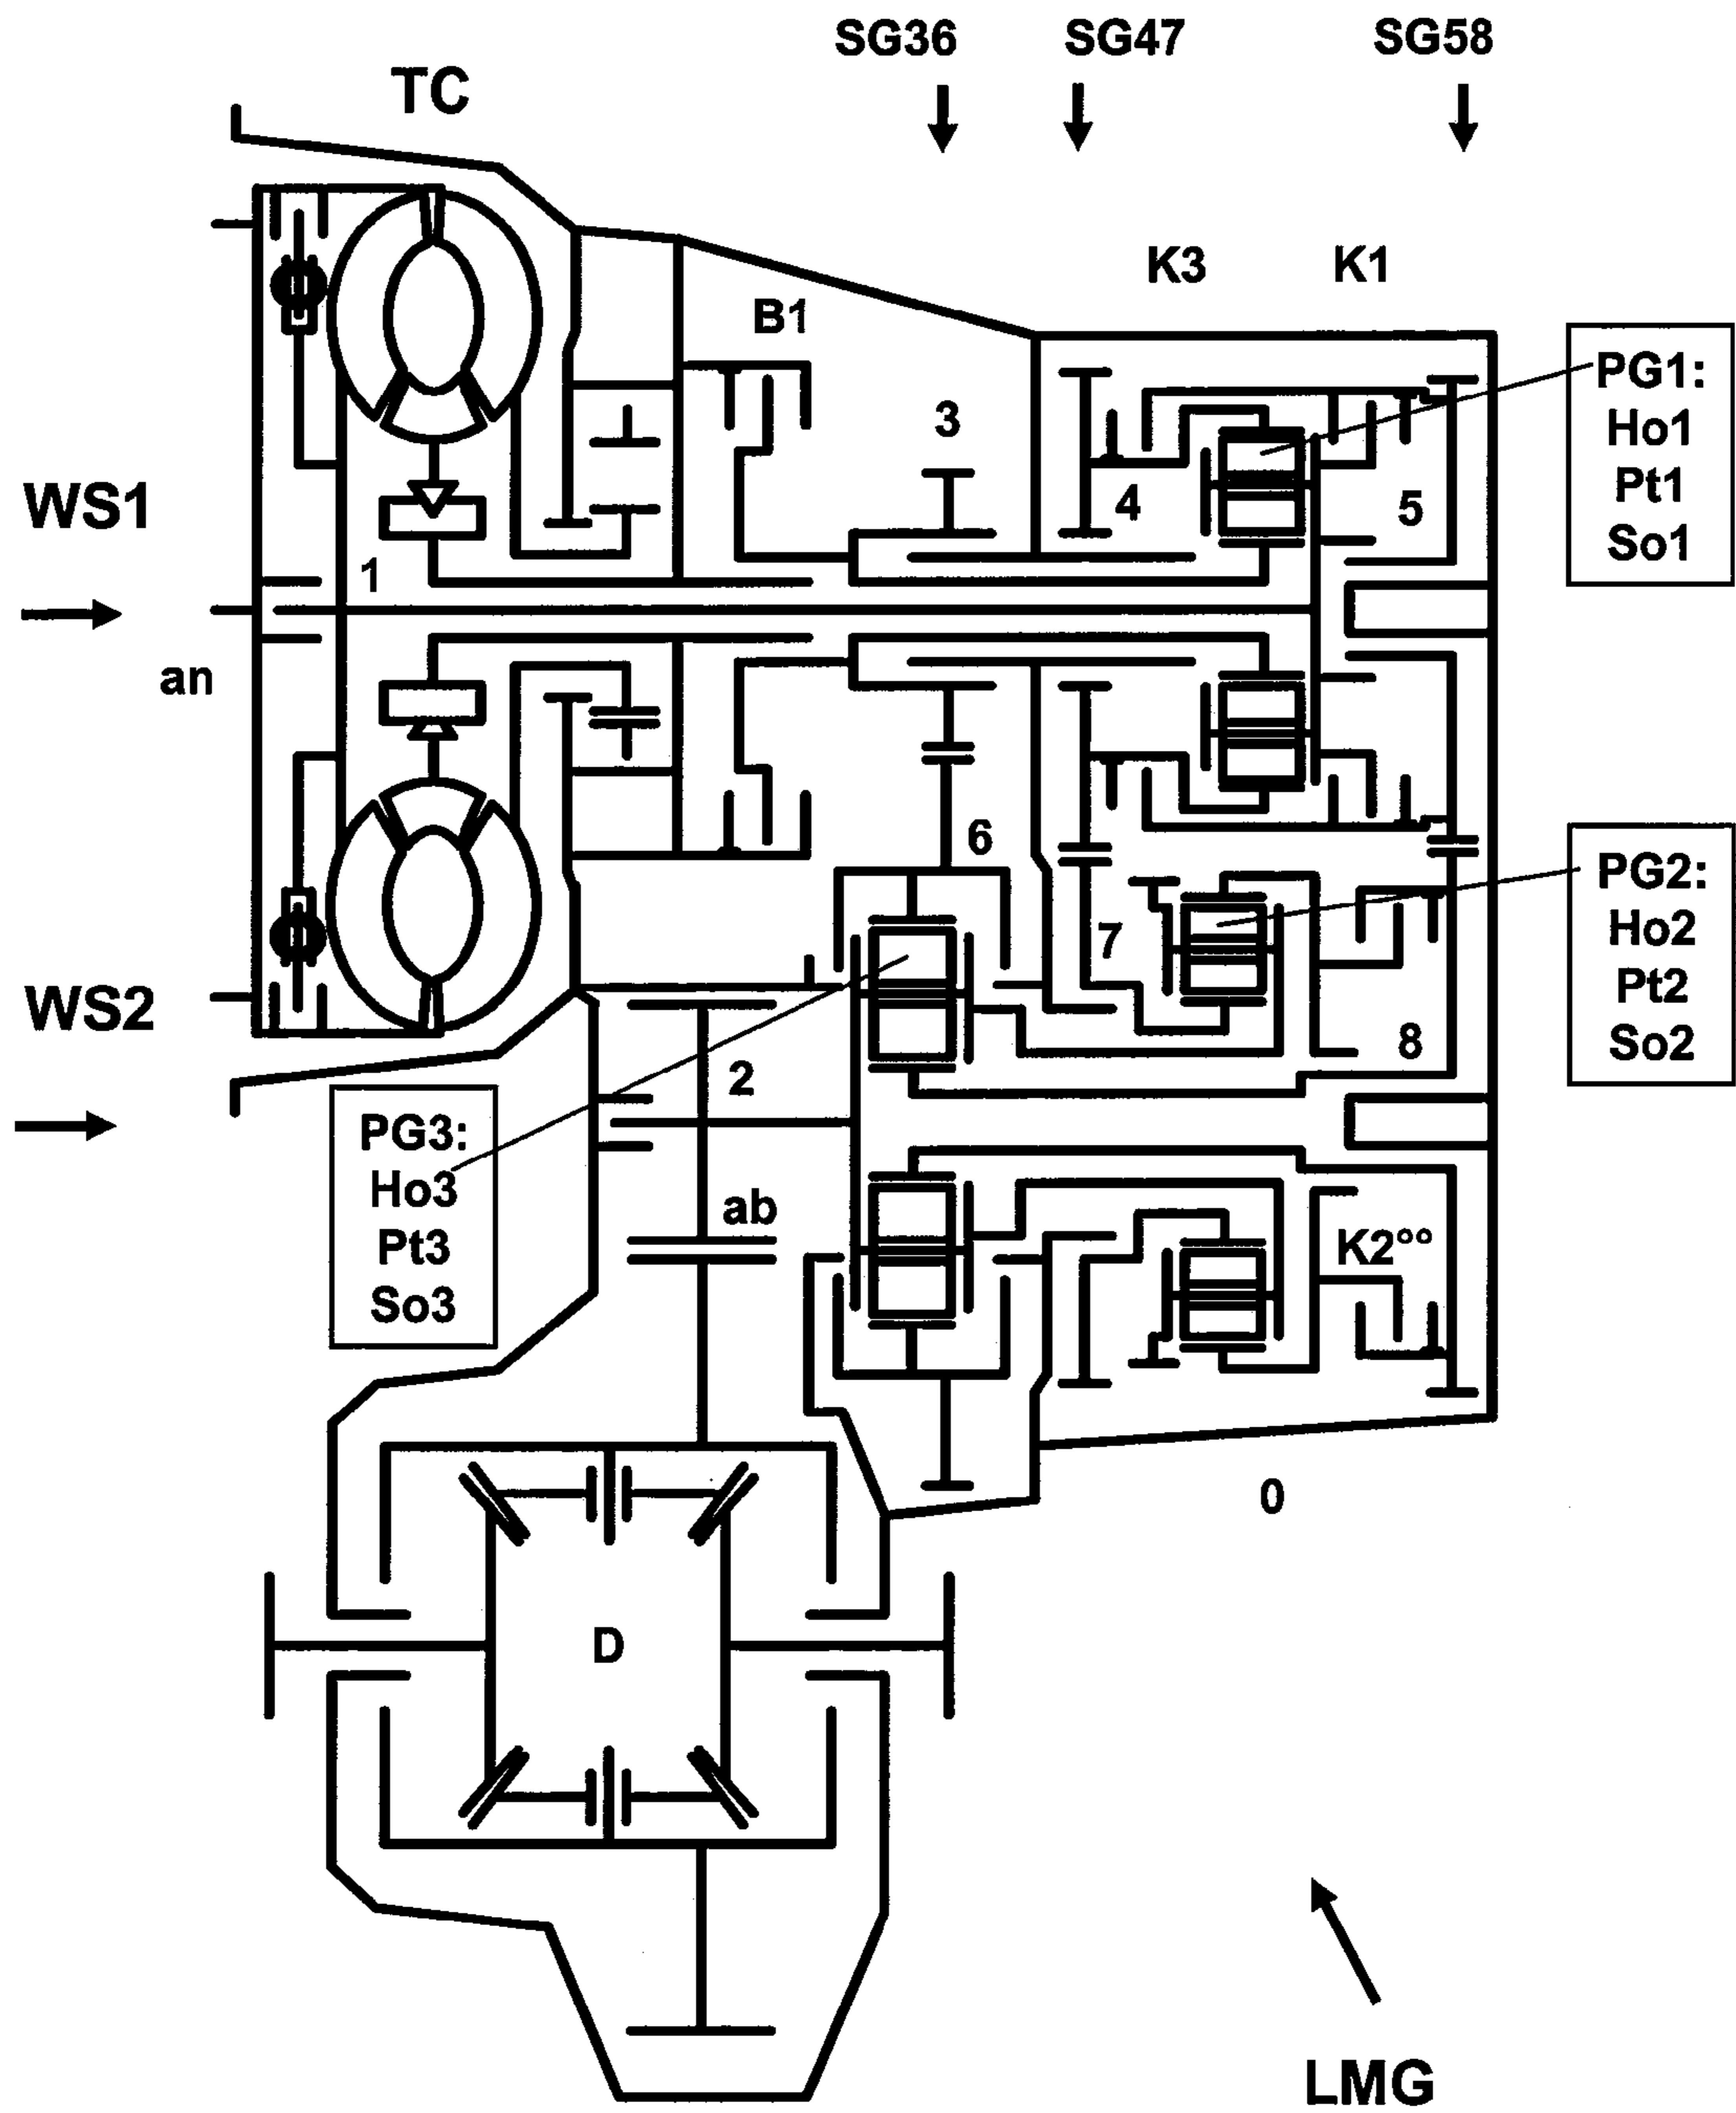 SG36 SG47 SG58
TC
K3 K1
B1
PG1:
Ho1
Pt1
So1
3
WS1
4
5
1
an
6
PG2:
Ho2
Pt2
So2
7
WS2
8
2
PG3:
Ho3
Pt3
So3
ab
K2°°
0
D
LMG